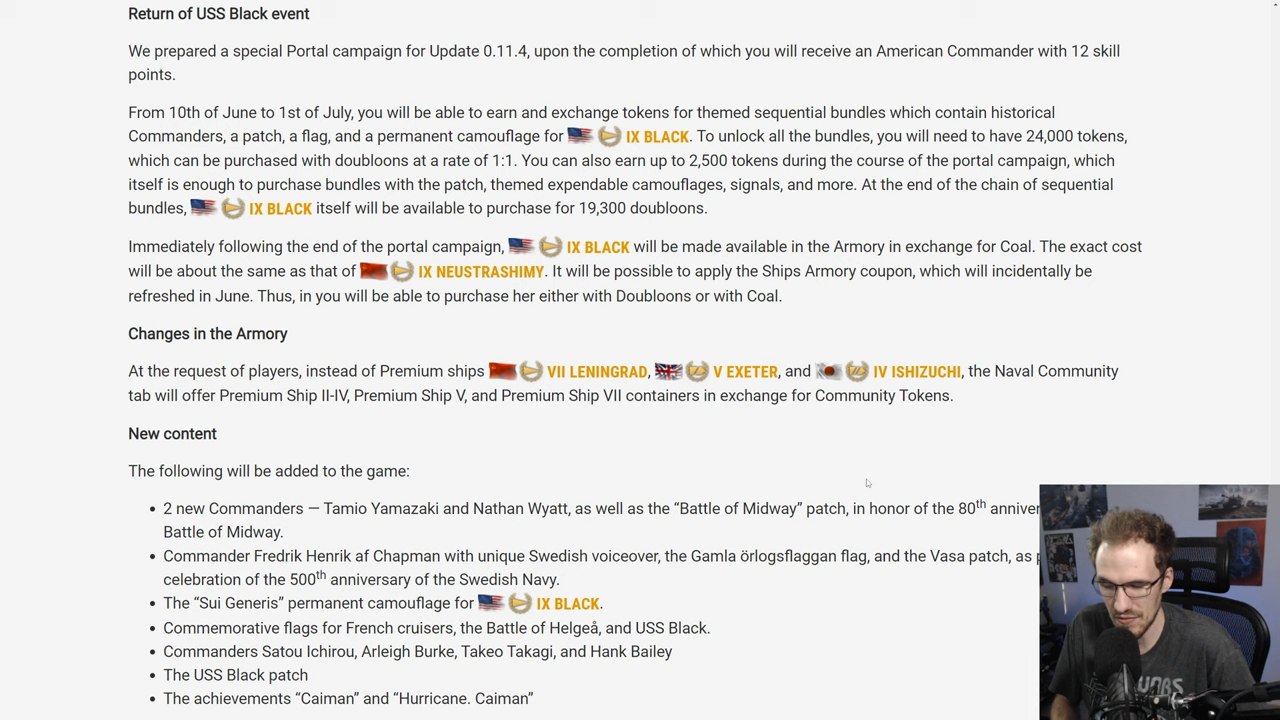 Return of USS Black event
We prepared a special Portal campaign for Update 0.11.4, upon the completion of which you will receive an American Commander with 12 skill
points.
From 10th of June to 1st of July, you will be able to earn and exchange tokens for themed sequential bundles which contain historical
Commanders, a patch, a flag, and a permanent camouflage for IX BLACK. To unlock all the bundles, you will need to have 24,000 tokens,
which can be purchased with doubloons at a rate of 1:1. You can also earn up to 2,500 tokens during the course of the portal campaign, which
itself is enough to purchase bundles with the patch, themed expendable camouflages, signals, and more. At the end of the chain of sequential
bundles, IX BLACK itself will be available to purchase for 19,300 doubloons.
Immediately following the end of the portal campaign, IX BLACK will be made available in the Armory in exchange for Coal. The exact cost
will be about the same as that of IX NEUSTRASHIMY. It will be possible to apply the Ships Armory coupon, which will incidentally be
refreshed in June. Thus, in you will be able to purchase her either with Doubloons or with Coal.
Changes in the Armory
At the request of players, instead of Premium ships VII LENINGRAD, V EXETER, and IV ISHIZUCHI, the Naval Community
tab will offer Premium Ship II-IV, Premium Ship V, and Premium Ship VII containers in exchange for Community Tokens.
New content
The following will be added to the game:
• 2 new Commanders — Tamio Yamazaki and Nathan Wyatt, as well as the “Battle of Midway” patch, in honor of the 80th anniver
Battle of Midway.
• Commander Fredrik Henrik af Chapman with unique Swedish voiceover, the Gamla örlogsflaggan flag, and the Vasa patch, as p
celebration of the 500th anniversary of the Swedish Navy.
• The “Sui Generis” permanent camouflage for IX BLACK.
• Commemorative flags for French cruisers, the Battle of Helgeå, and USS Black.
• Commanders Satou Ichirou, Arleigh Burke, Takeo Takagi, and Hank Bailey
• The USS Black patch
• The achievements “Caiman” and “Hurricane. Caiman”